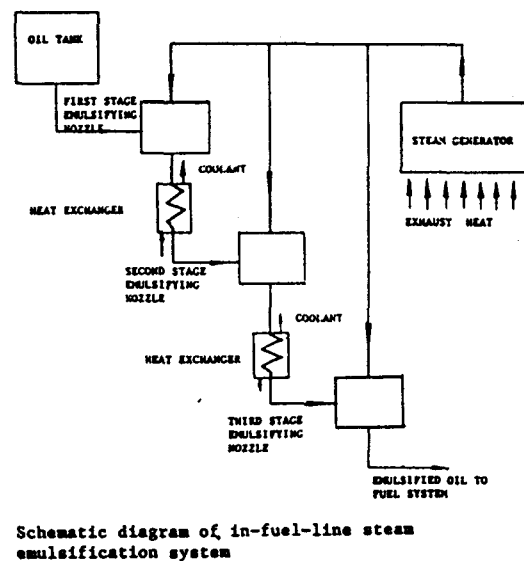 OIL TANK
FIRST STAGE
EMULSIFYING
NOZZLE
STEAM GENERATOR
COOLANT
HEAT EXCHANGER
EXHAUST HEAT
SECOND STAGE
EMULSIFYING
NOZZLE
COOLANT
HEAT EXCHANGER
THIRD STAGE
EMULSIFYING
NOZZLE
EMULSIFIED OIL TO
FUEL SYSTEM
Schematic diagram of in-fuel-line steam
emulsification system